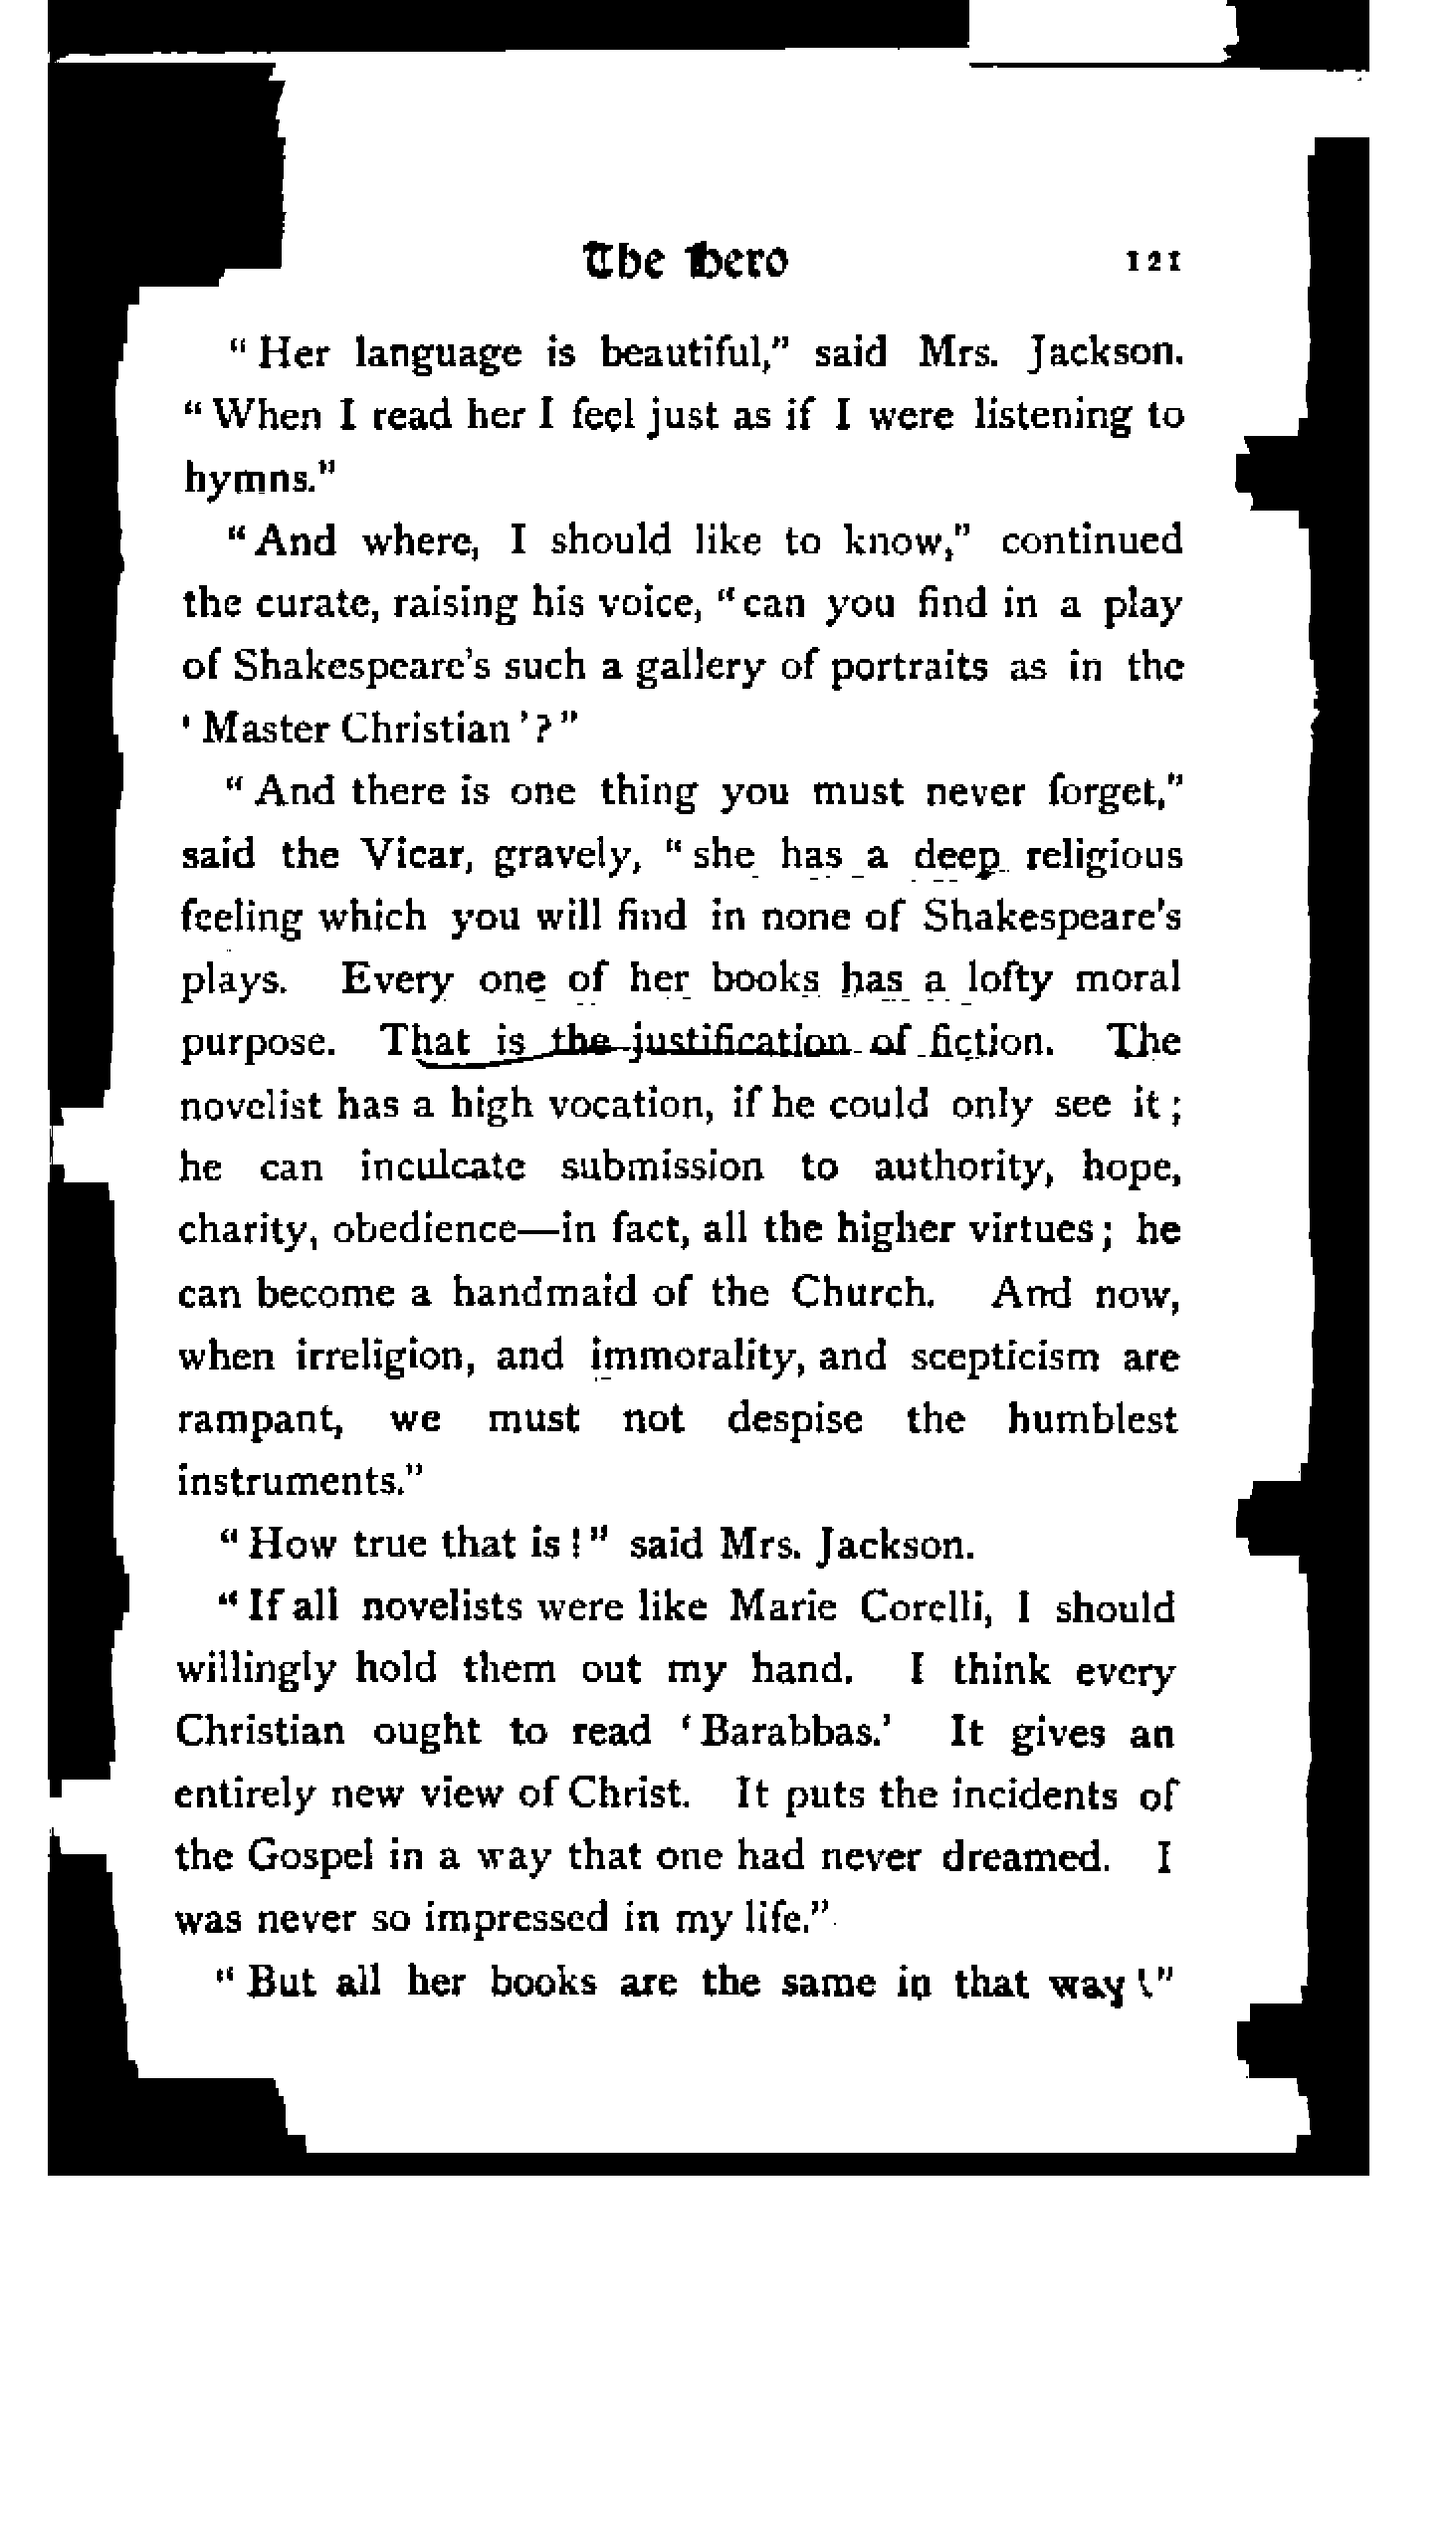 The Hero 121
“Her language is beautiful,” said Mrs. Jackson.
“When I read her I feel just as if I were listening to
hymns.”
“And where, I should like to know,” continued
the curate, raising his voice, “can you find in a play
of Shakespeare’s such a gallery of portraits as in the
‘Master Christian’?”
“And there is one thing you must never forget,”
said the Vicar, gravely, “she has a deep religious
feeling which you will find in none of Shakespeare’s
plays. Every one of her books has a lofty moral
purpose. That is the justification of fiction. The
novelist has a high vocation, if he could only see it;
he can inculcate submission to authority, hope,
charity, obedience—in fact, all the higher virtues; he
can become a handmaid of the Church. And now,
when irreligion, and immorality, and scepticism are
rampant, we must not despise the humblest
instruments.”
“How true that is!” said Mrs. Jackson.
“If all novelists were like Marie Corelli, I should
willingly hold them out my hand. I think every
Christian ought to read ‘Barabbas.’ It gives an
entirely new view of Christ. It puts the incidents of
the Gospel in a way that one had never dreamed. I
was never so impressed in my life.”
“But all her books are the same in that way!”